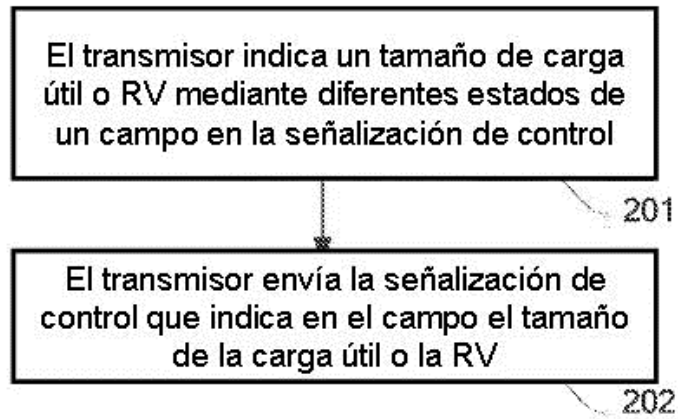 El transmisor indica un tamaño de carga
útil o RV mediante diferentes estados de
un campo en la señalización de control
201
El transmisor envía la señalización de
control que indica en el campo el tamaño
de la carga útil o la RV
202